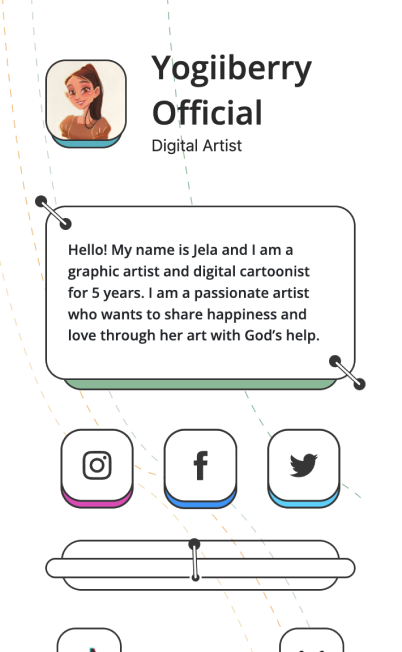 Yogiiberry
Official
Digital Artist
Hello! My name is Jela and I am a
graphic artist and digital cartoonist
for 5 years. I am a passionate artist
who wants to share happiness and
love through her art with God’s help.